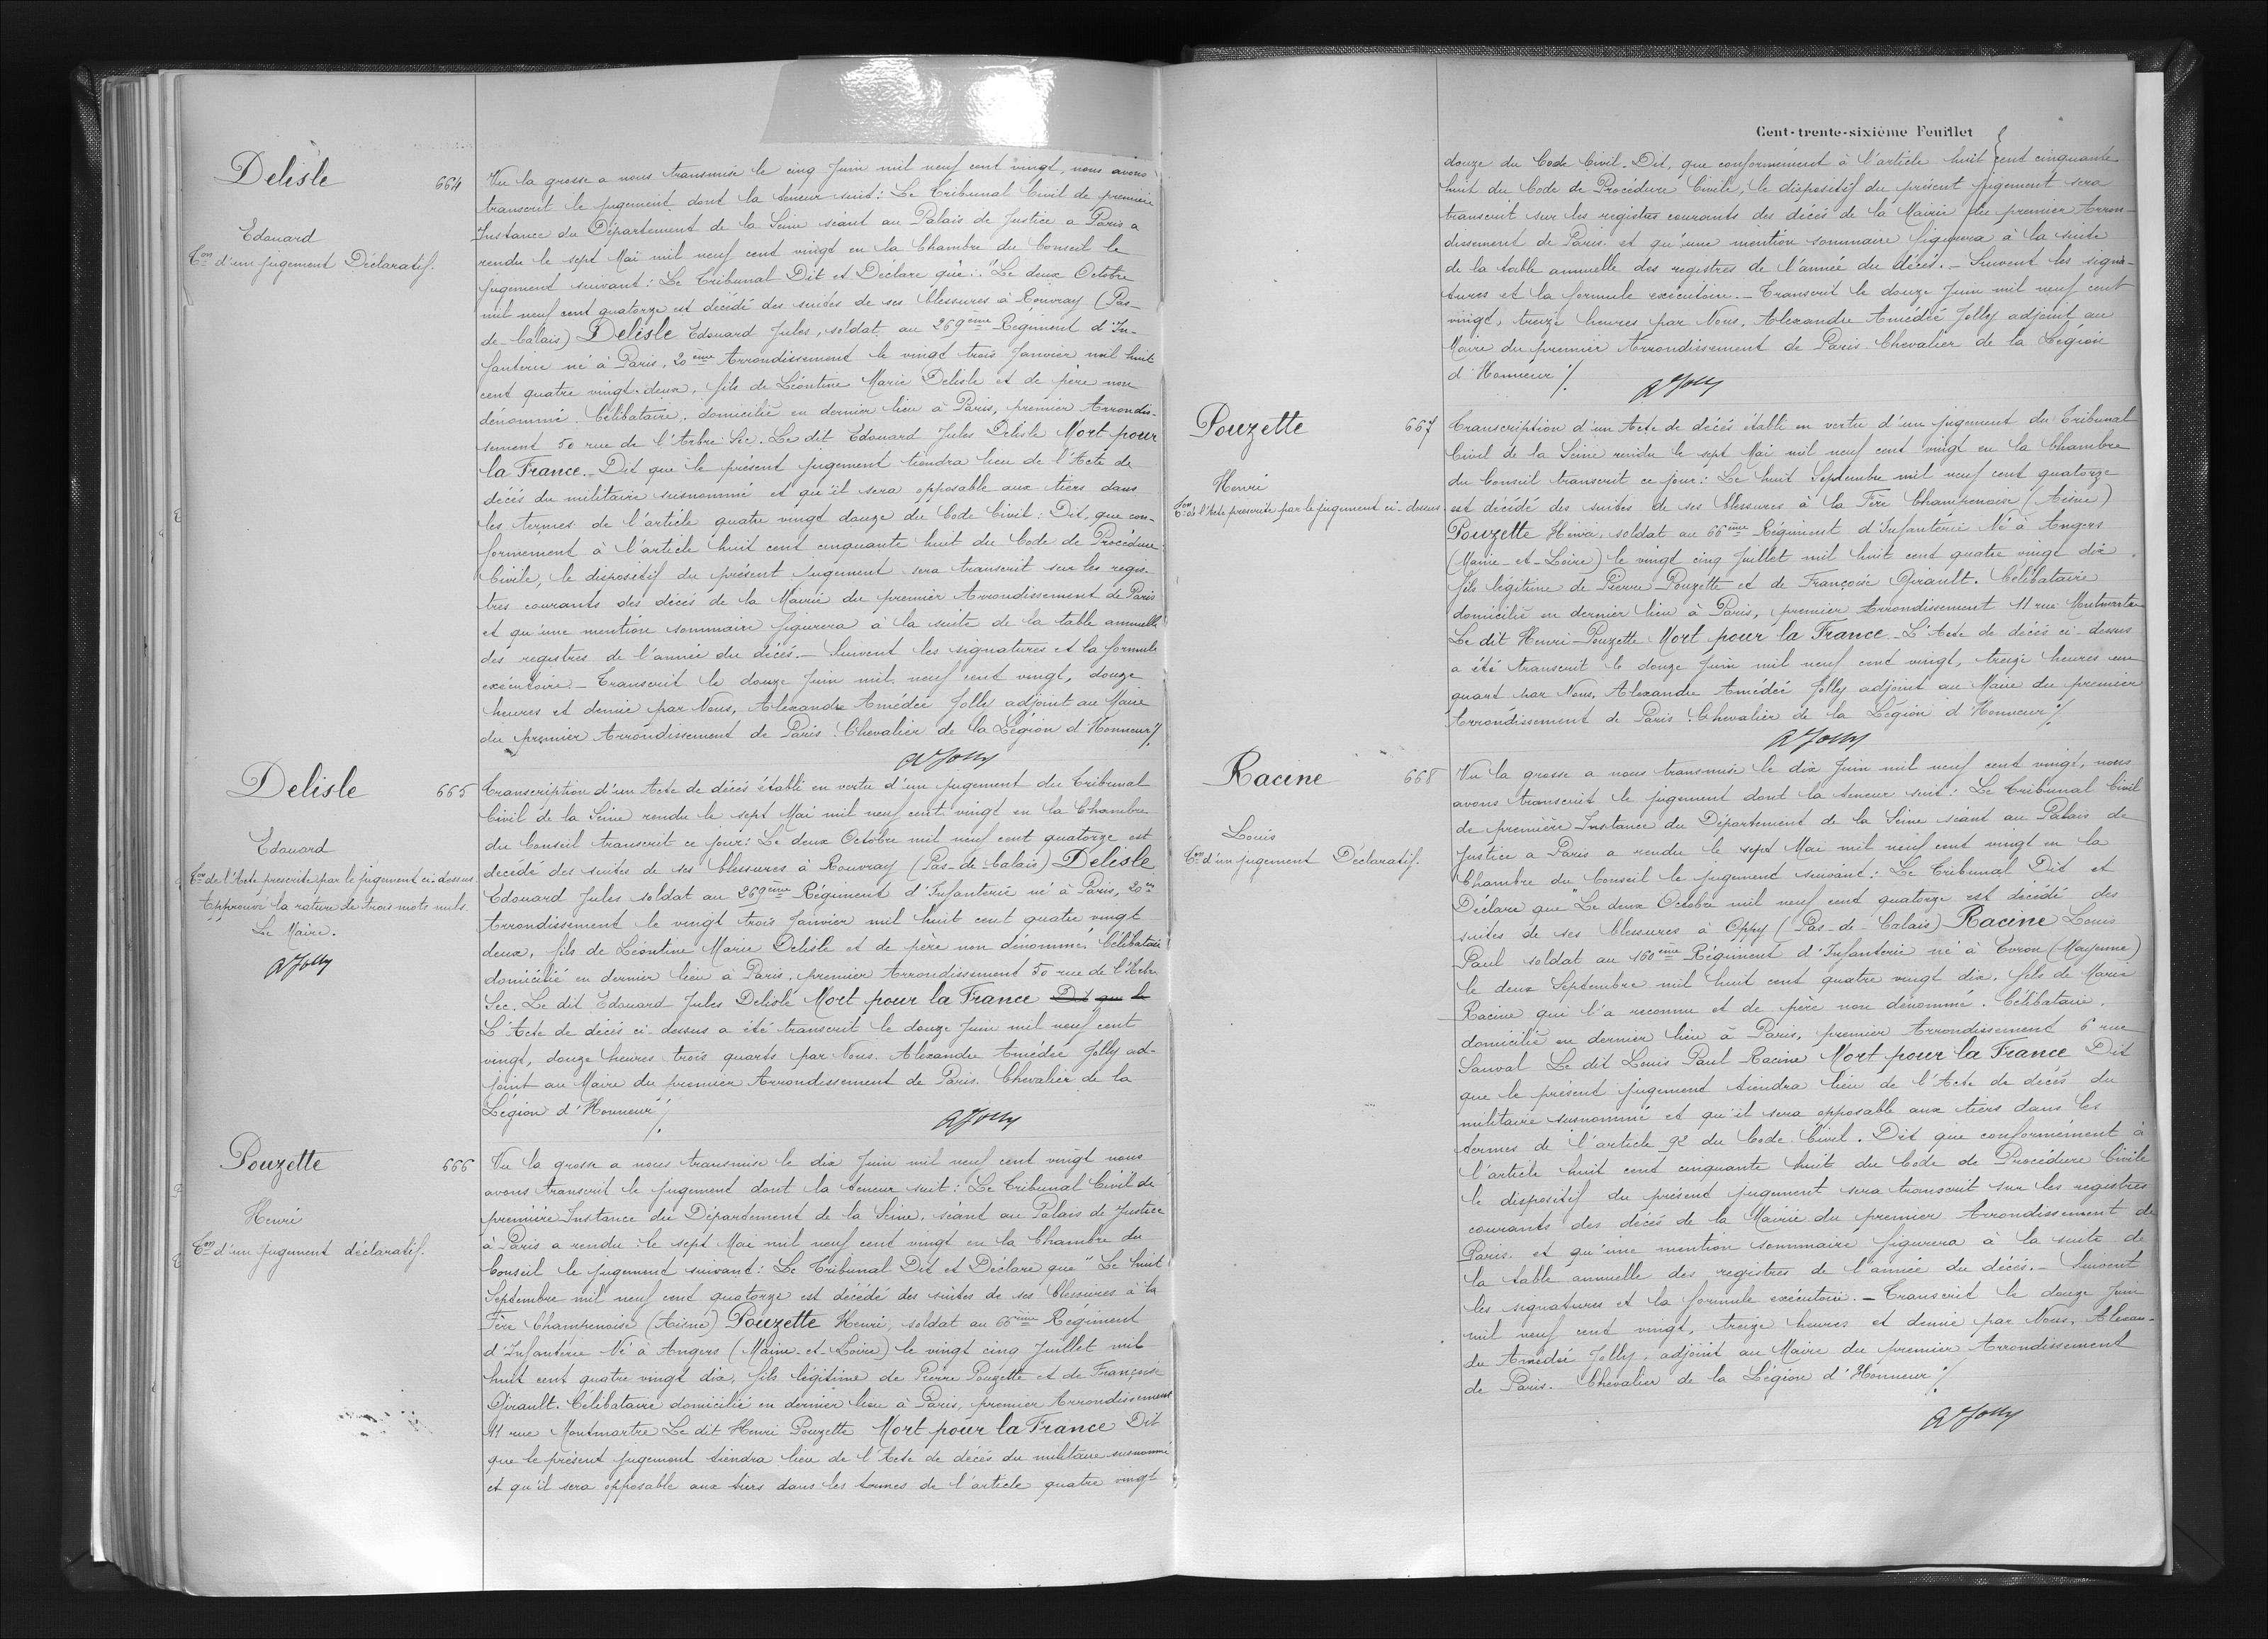 Delisle
664
Edouard
Con d'un jugement Déclaratif.
Vu la grosse a nous transmise le cinq Juin mil neuf cent vingt, nous avons
transcrit le jugement dont la teneur suit: Le Tribunal Civil de première
Instance du Département de la Seine séant au Palais de Justice a Paris a
rendu le sept Mai mil neuf cent vingt en la Chambre du Conseil le
jugement suivant: Le Tribunal Dit et Déclare que: "Le deux Octobre
mil neuf cent quatorze est décédé des suites de ses blessures à Rouvray (Pas-
de-Calais) Delisle Edouard Jules, soldat au 269ème Régiment d'In-
fanterie né à Paris, 20eme Arrondissement le vingt trois Janvier mil huit
cent quatre vingt-deux, fils de Léontine Marie Delisle et de père non
dénommé. Célibataire. domicilié en dernier lieu à Paris, premier Arrondis-
sement 50 rue de l'Arbre-Sec. Le dit Edouard Jules Delisle Mort pour
la France. Dit que le présent jugement tiendra lieu de l'Acte de
décès du militaire susnommé et qu'il sera opposable aux tiers dans
les termes de l'article quatre vingt douze du Code Civil: Dit, que con-
formément à l'article huit cent cinquante huit du Code de Procédure
Civile, le dispositif du présent Jugement sera transcrit sur les regis-
tres courants des décès de la Mairie du premier Arrondissement de Paris
et qu'une mention sommaire figurera à la suite de la table annuelle
des registres de l'année du décès. - Suivent les signatures et la formule
exécutoire. - Transcrit le douze Juin mil neuf cent vingt, douze
heures et demie par Nous, Alexandre Amédée Jolly adjoint au Maire
du premier Arrondissement de Paris. Chevalier de la Légion d'Honneur %
A Jolly
Delisle
665
Edouard
Con de l'Acte prescrite par le jugement ci-dessus
Approuvé la rature de trois mots nuls.
Le Maire.
A Jolly
Transcription d'un Acte de décès établi en vertu d'un jugement du Tribunal
Civil de la Seine rendu le sept Mai mil neuf cent vingt en la Chambre
du Conseil transcrit ce jour: Le deux Octobre mil neuf cent quatorze est
décédé des suites de ses blessures à Rouvray (Pas-de-Calais) Delisle
Edouard Jules soldat au 269ème Régiment d'Infanterie né à Paris, 20e
Arrondissement le vingt trois Janvier mil huit cent quatre vingt
deux, fils de Léontine Marie Delisle et de père non dénommé. Célibataire
domicilié en dernier lieu à Paris, premier Arrondissement 50 rue de l'Arbre
Sec. Le dit Edouard Jules Delisle Mort pour la France Dit que le
L'Acte de décès ci-dessus a été transcrit le douze Juin mil neuf cent
vingt, douze heures trois quarts par Nous. Alexandre Amédée Jolly ad-
joint au Maire du premier Arrondissement de Paris. Chevalier de la
Légion d'Honneur %
A Jolly
Pouzette
666
Henri
Con d'un jugement déclaratif.
Vu la grosse a nous transmise le dix Juin mil neuf cent vingt nous
avons transcrit le jugement dont la teneur suit: Le Tribunal Civil de
première Instance du Département de la Seine, séant au Palais de Justice
à Paris a rendu le sept Mai mil neuf cent vingt en la Chambre du
Conseil le jugement suivant: Le Tribunal Dit et Déclare que "Le huit
Septembre mil neuf cent quatorze est décédé des suites de ses blessures à la
Fère Champenoise (Aisne) Pouzette Henri, soldat au 66ème Régiment
d'Infanterie Né à Angers (Maine-et-Loire) le vingt cinq Juillet mil
huit cent quatre vingt dix, fils légitime de Pierre Pouzette et de Françoise
Girault. Célibataire domicilié en dernier lieu à Paris, premier Arrondissement
11 rue Montmartre Le dit Henri Pouzette Mort pour la France Dit
que le présent jugement tiendra lieu de l'Acte de décès du militaire susnommé
et qu'il sera opposable aux tiers dans les termes de l'article quatre vingt
Cent-trente-sixième Feuillet
douze du Code Civil. Dit, que conformément à l'article huit cent cinquante
huit du Code de Procédure Civile, le dispositif du présent jugement sera
transcrit sur les registres courants des décès de la Mairie du premier Arron-
dissement de Paris et qu'une mention sommaire figurera à la suite
de la table annuelle des registres de l'année du décès. - Suivent les signa-
tures et la formule exécutoire. - Transcrit le douze Juin mil neuf cent
vingt, treize heures par Nous, Alexandre Amédée Jolly adjoint au
Maire du premier Arrondissement de Paris. Chevalier de la Légion
d'Honneur %
A Jolly
Pouzette
667
Henri
Con de l'Acte prescrite par le jugement ci-dessus
Transcription d'un Acte de décès établi en vertu d'un jugement du Tribunal
Civil de la Seine rendu le sept Mai mil neuf cent vingt en la Chambre
du Conseil transcrit ce jour: Le huit Septembre mil neuf cent quatorze
est décédé des suites de ses blessures à la Fère Champenoise (Aisne)
Pouzette Henri, soldat au 66ème Régiment d'Infanterie Né à Angers
(Maine-et-Loire) le vingt cinq Juillet mil huit cent quatre vingt dix
fils légitime de Pierre Pouzette et de Françoise Girault. Célibataire
domicilié en dernier lieu à Paris, premier Arrondissement 11 rue Montmartre
Le dit Henri Pouzette Mort pour la France. L'Acte de décès ci-dessus
a été transcrit le douze Juin mil neuf cent vingt, treize heures un
quart par Nous, Alexandre Amédée Jolly adjoint au Maire du premier
Arrondissement de Paris. Chevalier de la Légion d'Honneur %
A Jolly
Racine
668
Louis
Con d'un jugement Déclaratif.
Vu la grosse a nous transmise le dix Juin mil neuf cent vingt, nous
avons transcrit le jugement dont la teneur suit: Le Tribunal Civil
de première Instance du Département de la Seine séant au Palais de
Justice a Paris a rendu le sept Mai mil neuf cent vingt en la
Chambre du Conseil le jugement suivant: Le Tribunal Dit et
Déclare que "Le deux Octobre mil neuf cent quatorze est décédé des
suites de ses blessures à Oppy (Pas-de-Calais) Racine Louis
Paul soldat au 160ème Régiment d'Infanterie né à Evron (Mayenne)
le deux Septembre mil huit cent quatre vingt dix, fils de Marie
Racine qui l'a reconnu et de père non dénommé. Célibataire.
domicilié en dernier lieu à Paris, premier Arrondissement 6 rue
Sauval Le dit Louis Paul Racine Mort pour la France Dit
que le présent jugement tiendra lieu de l'Acte de décès du
militaire susnommé et qu'il sera opposable aux tiers dans les
termes de l'article 92 du Code Civil. Dit que conformément à
l'article huit cent cinquante huit du Code de Procédure Civile
le dispositif du présent jugement sera transcrit sur les registres
courants des décès de la Mairie du premier Arrondissement de
Paris. et qu'une mention sommaire figurera à la suite de
la table annuelle des registres de l'année du décès. - Suivent
les signatures et la formule exécutoire. - Transcrit le douze Juin
mil neuf cent vingt, treize heures et demie par Nous, Alexan-
dre Amédée Jolly, adjoint au Maire du premier Arrondissement
de Paris. Chevalier de la Légion d'Honneur %
A Jolly